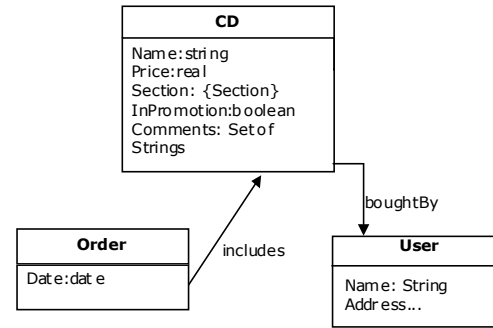 CD
Name:string
Price:real
Section: {Section}
InPromotion:boolean
Comments: Set of
Strings
boughtBy
includes
Order
Date:date
User
Name: String
Address...